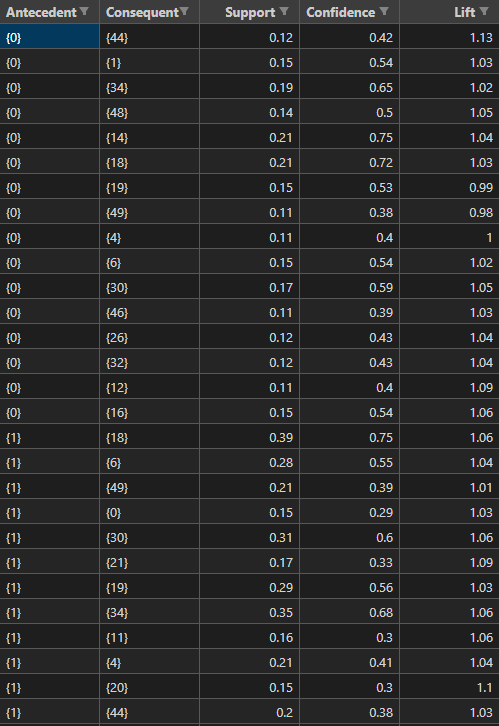 Antecedent Consequent Support Confidence Lift
{0} {44} 0.12 0.42 1.13
{0} {1} 0.15 0.54 1.03
{0} {34} 0.19 0.65 1.02
{0} {48} 0.14 0.5 1.05
{0} {14} 0.21 0.75 1.04
{0} {18} 0.21 0.72 1.03
{0} {19} 0.15 0.53 0.99
{0} {49} 0.11 0.38 0.98
{0} {4} 0.11 0.4 1
{0} {6} 0.15 0.54 1.02
{0} {30} 0.17 0.59 1.05
{0} {46} 0.11 0.39 1.03
{0} {26} 0.12 0.43 1.04
{0} {32} 0.12 0.43 1.04
{0} {12} 0.11 0.4 1.09
{0} {16} 0.15 0.54 1.06
{1} {18} 0.39 0.75 1.06
{1} {6} 0.28 0.55 1.04
{1} {49} 0.21 0.39 1.01
{1} {0} 0.15 0.29 1.03
{1} {30} 0.31 0.6 1.06
{1} {21} 0.17 0.33 1.09
{1} {19} 0.29 0.56 1.03
{1} {34} 0.35 0.68 1.06
{1} {11} 0.16 0.3 1.06
{1} {4} 0.21 0.41 1.04
{1} {20} 0.15 0.3 1.1
{1} {44} 0.2 0.38 1.03